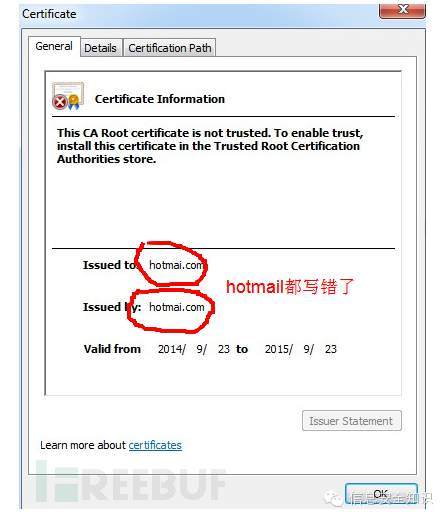 Certificate
General Details Certification Path
Certificate Information
This CA Root certificate is not trusted. To enable trust,
install this certificate in the Trusted Root Certification
Authorities store.
Issued to: hotmai.com
hotmail都写错了
Issued by: hotmai.com
Valid from 2014/ 9/ 23 to 2015/ 9/ 23
Issuer Statement
Learn more about certificates
FREEBUF
信息安全知识
OK